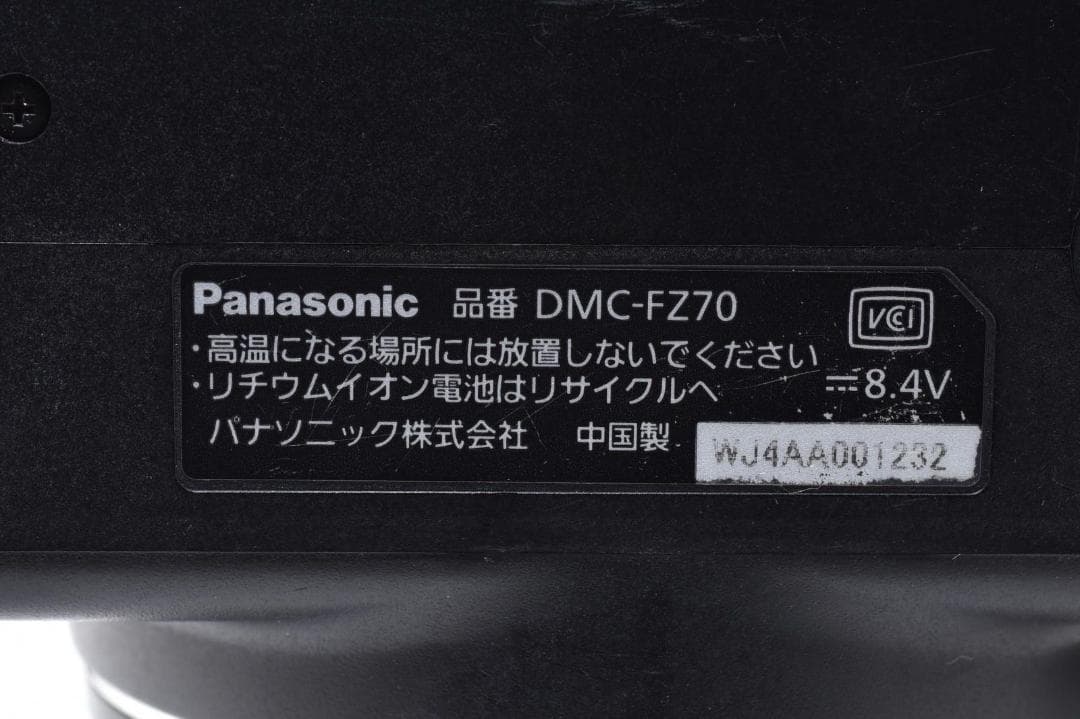 Panasonic 品番 DMC-FZ70
VCCI
・高温になる場所には放置しないでください
・リチウムイオン電池はリサイクルへ
⎓8.4V
パナソニック株式会社 中国製
WJ4AA001232